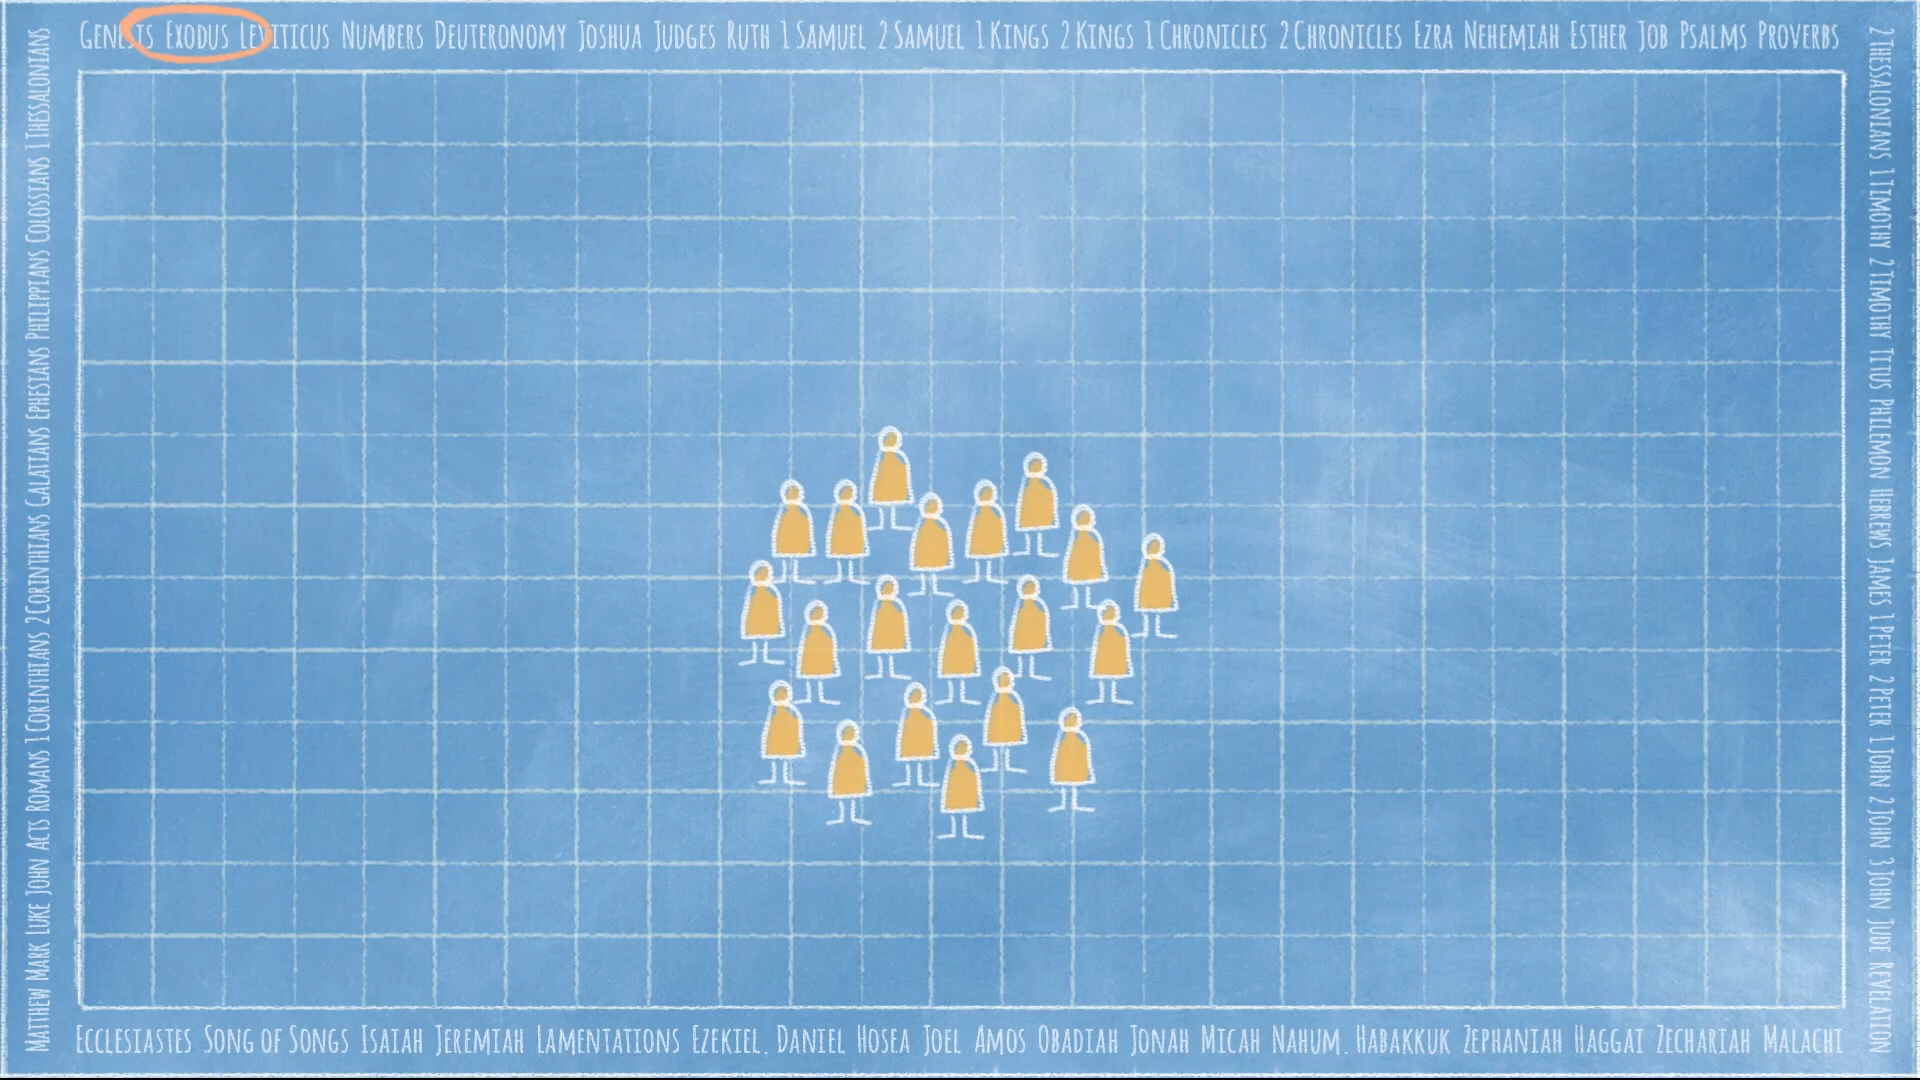 Genesis Exodus Leviticus Numbers Deuteronomy Joshua Judges Ruth 1 Samuel 2 Samuel 1 Kings 2 Kings 1 Chronicles 2 Chronicles Ezra Nehemiah Esther Job Psalms Proverbs
Ecclesiastes Song of Songs Isaiah Jeremiah Lamentations Ezekiel. Daniel Hosea Joel Amos Obadiah Jonah Micah Nahum. Habakkuk Zephaniah Haggai Zechariah Malachi
Matthew Mark Luke John Acts Romans 1 Corinthians 2 Corinthians Galatians Ephesians Philippians Colossians 1 Thessalonians
2 Thessalonians 1 Timothy 2 Timothy Titus Philemon Hebrews James 1 Peter 2 Peter 1 John 2 John 3 John Jude Revelation